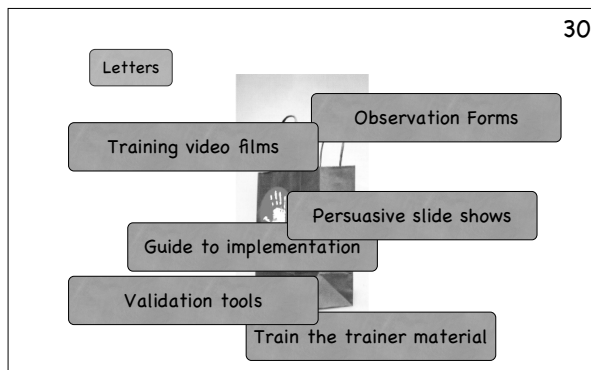 30
Letters
Observation Forms
Training video films
Persuasive slide shows
Guide to implementation
Validation tools
Train the trainer material